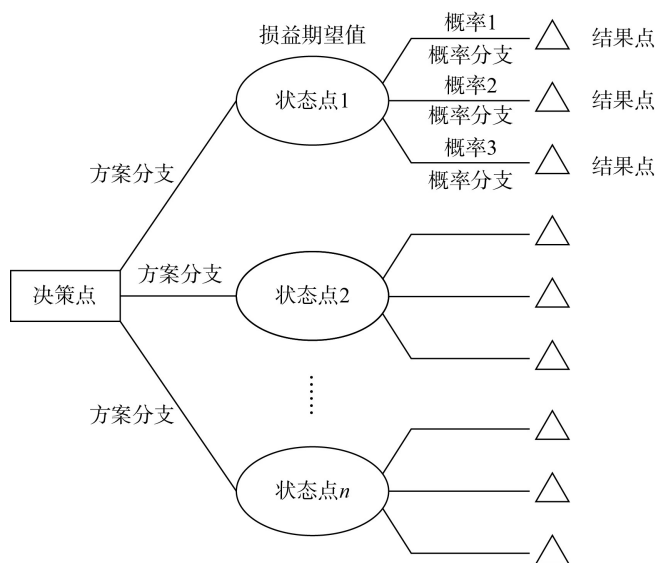 损益期望值
概率1
结果点
概率分支
状态点1
概率2
结果点
概率分支
概率3
结果点
概率分支
方案分支
方案分支
决策点
状态点2
方案分支
状态点n